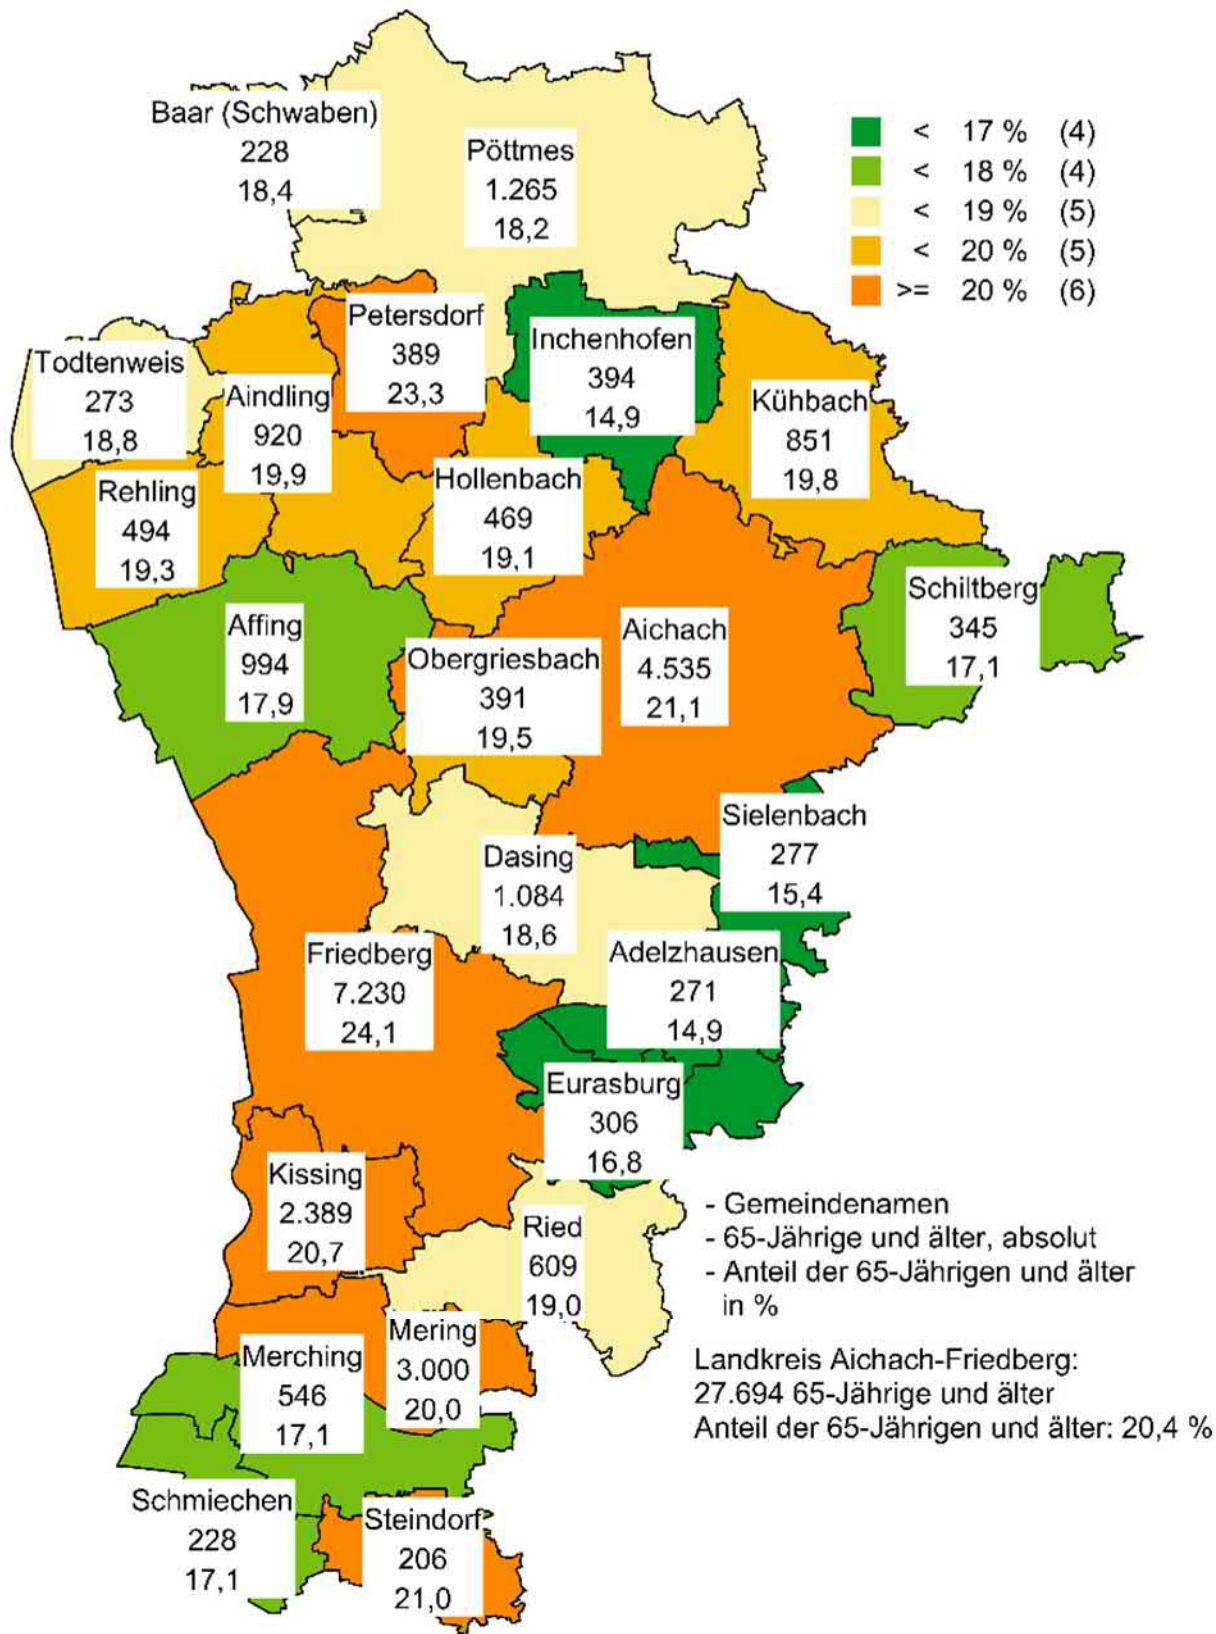 Baar (Schwaben)
228
18,4
Pöttmes
1.265
18,2
< 17 % (4)
< 18 % (4)
< 19 % (5)
< 20 % (5)
>= 20 % (6)
Petersdorf
389
23,3
Inchenhofen
394
14,9
Todtenweis
273
18,8
Aindling
920
19,9
Kühbach
851
19,8
Rehling
494
19,3
Hollenbach
469
19,1
Schiltberg
345
17,1
Affing
994
17,9
Obergriesbach
391
19,5
Aichach
4.535
21,1
Sielenbach
277
15,4
Dasing
1.084
18,6
Friedberg
7.230
24,1
Adelzhausen
271
14,9
Eurasburg
306
16,8
Kissing
2.389
20,7
Ried
609
19,0
- Gemeindenamen
- 65-Jährige und älter, absolut
- Anteil der 65-Jährigen und älter
in %
Mering
3.000
20,0
Merching
546
17,1
Landkreis Aichach-Friedberg:
27.694 65-Jährige und älter
Anteil der 65-Jährigen und älter: 20,4 %
Schmiechen
228
17,1
Steindorf
206
21,0